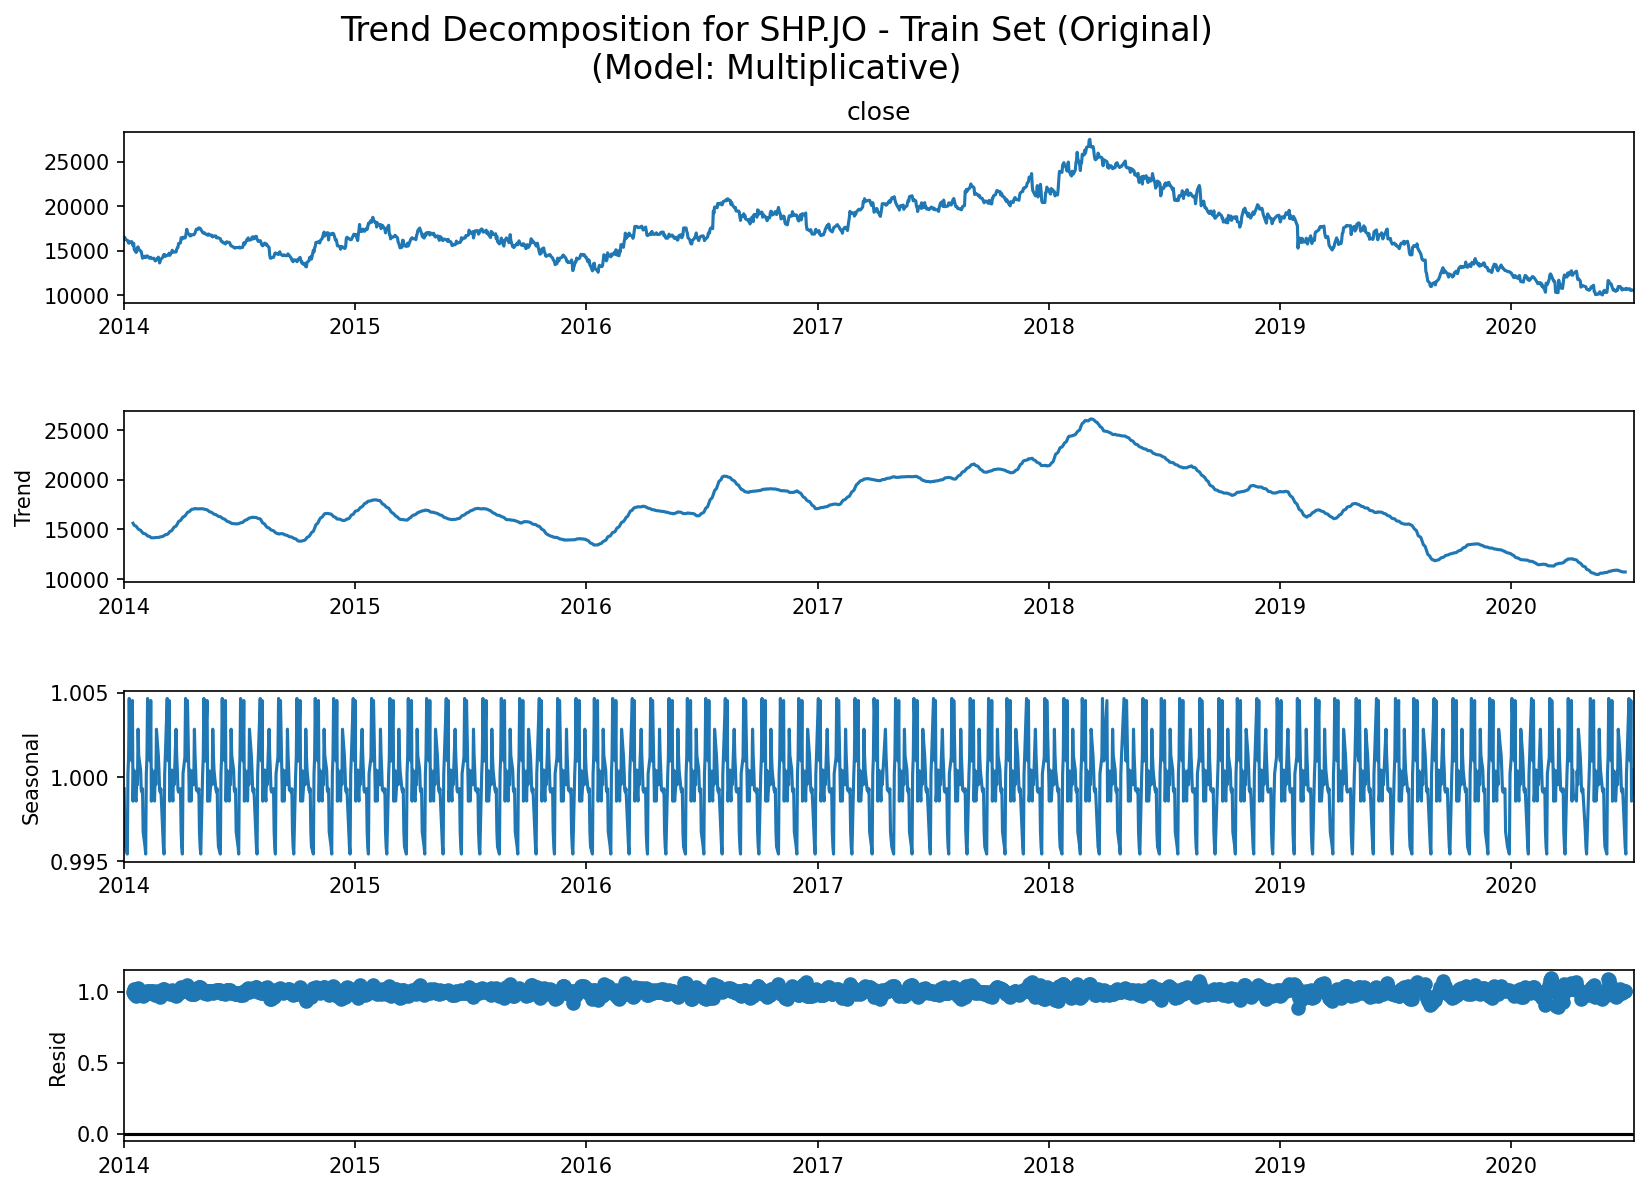 Trend Decomposition for SHP.JO - Train Set (Original)
(Model: Multiplicative)
close
25000
20000
15000
10000
2014 2015 2016 2017 2018 2019 2020
Trend
25000
20000
15000
10000
2014 2015 2016 2017 2018 2019 2020
Seasonal
1.005
1.000
0.995
2014 2015 2016 2017 2018 2019 2020
Resid
1.0
0.5
0.0
2014 2015 2016 2017 2018 2019 2020